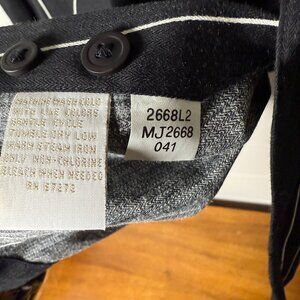 MACHINE WASH COLD
WITH LIKE COLORS
GENTLE CYCLE
TUMBLE DRY LOW
WARM STEAM IRON
ONLY NON-CHLORINE
BLEACH WHEN NEEDED
RN 57272
2668L2
MJ2668
041